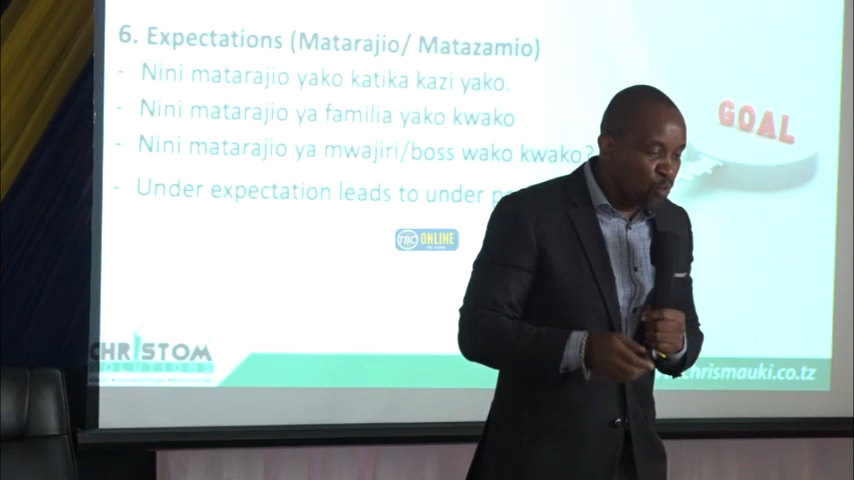 6. Expectations (Matarajio/ Matazamio)
- Nini matarajio yako katika kazi yako.
- Nini matarajio ya familia yako kwako
- Nini matarajio ya mwajiri/boss wako kwako?
- Under expectation leads to under
GOAL
TBC ONLINE
CHRISTOM
SOLUTIONS
chrismauki.co.tz